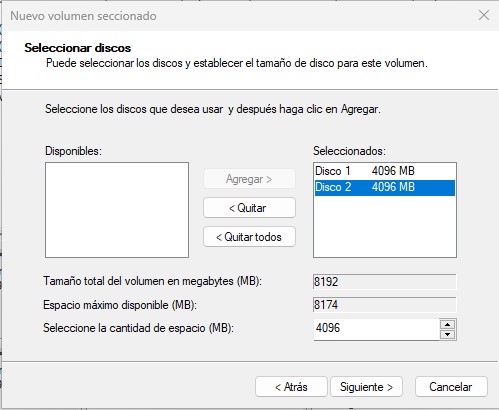 Nuevo volumen seccionado
Seleccionar discos
Puede seleccionar los discos y establecer el tamaño de disco para este volumen.
Seleccione los discos que desea usar y después haga clic en Agregar.
Disponibles:
Seleccionados:
Disco 1 4096 MB
Disco 2 4096 MB
Agregar >
< Quitar
< Quitar todos
Tamaño total del volumen en megabytes (MB): 8192
Espacio máximo disponible (MB): 8174
Seleccione la cantidad de espacio (MB): 4096
< Atrás Siguiente > Cancelar